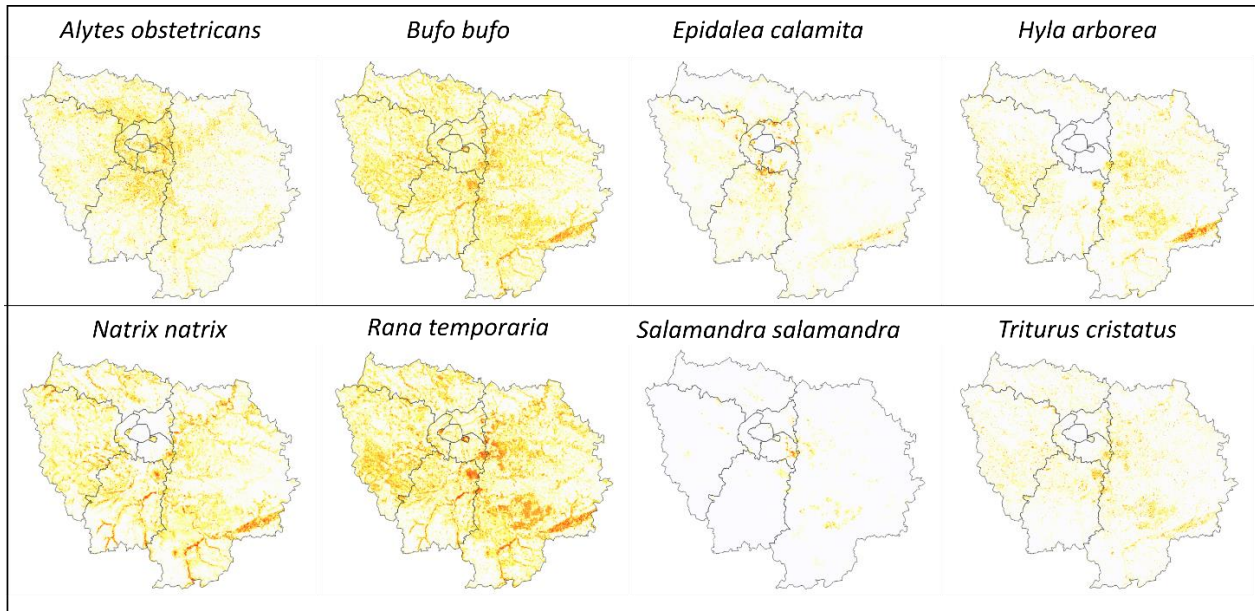 Alytes obstetricans
Bufo bufo
Epidalea calamita
Hyla arborea
Natrix natrix
Rana temporaria
Salamandra salamandra
Triturus cristatus